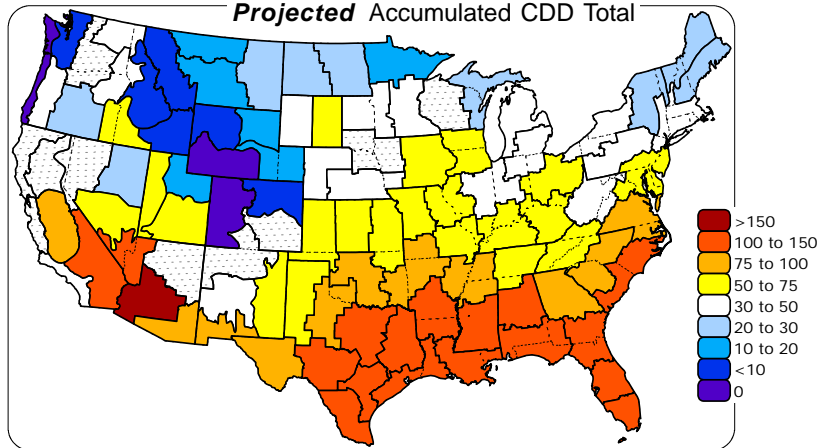 Projected Accumulated CDD Total
>150
100 to 150
75 to 100
50 to 75
30 to 50
20 to 30
10 to 20
<10
0